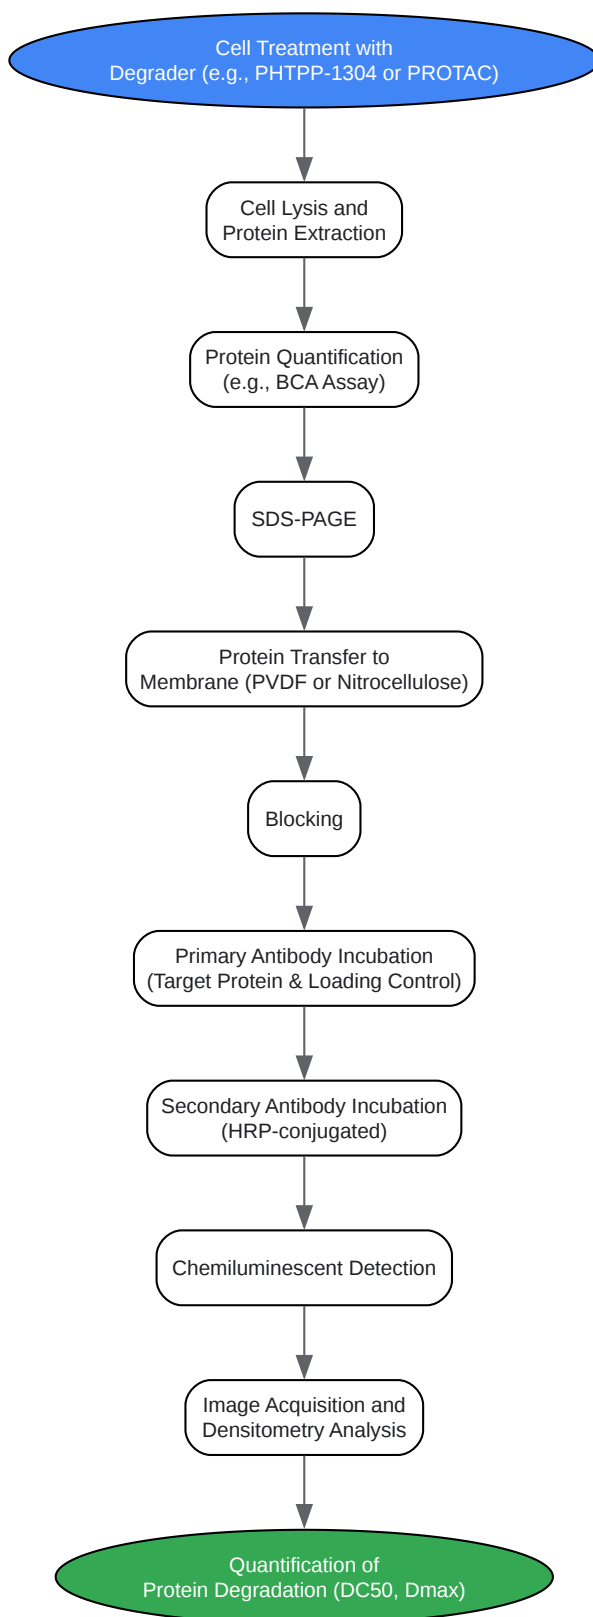 Cell Treatment with
Degrader (e.g., PHTPP-1304 or PROTAC)
Cell Lysis and
Protein Extraction
Protein Quantification
(e.g., BCA Assay)
SDS-PAGE
Protein Transfer to
Membrane (PVDF or Nitrocellulose)
Blocking
Primary Antibody Incubation
(Target Protein & Loading Control)
Secondary Antibody Incubation
(HRP-conjugated)
Chemiluminescent Detection
Image Acquisition and
Densitometry Analysis
Quantification of
Protein Degradation (DC50, Dmax)